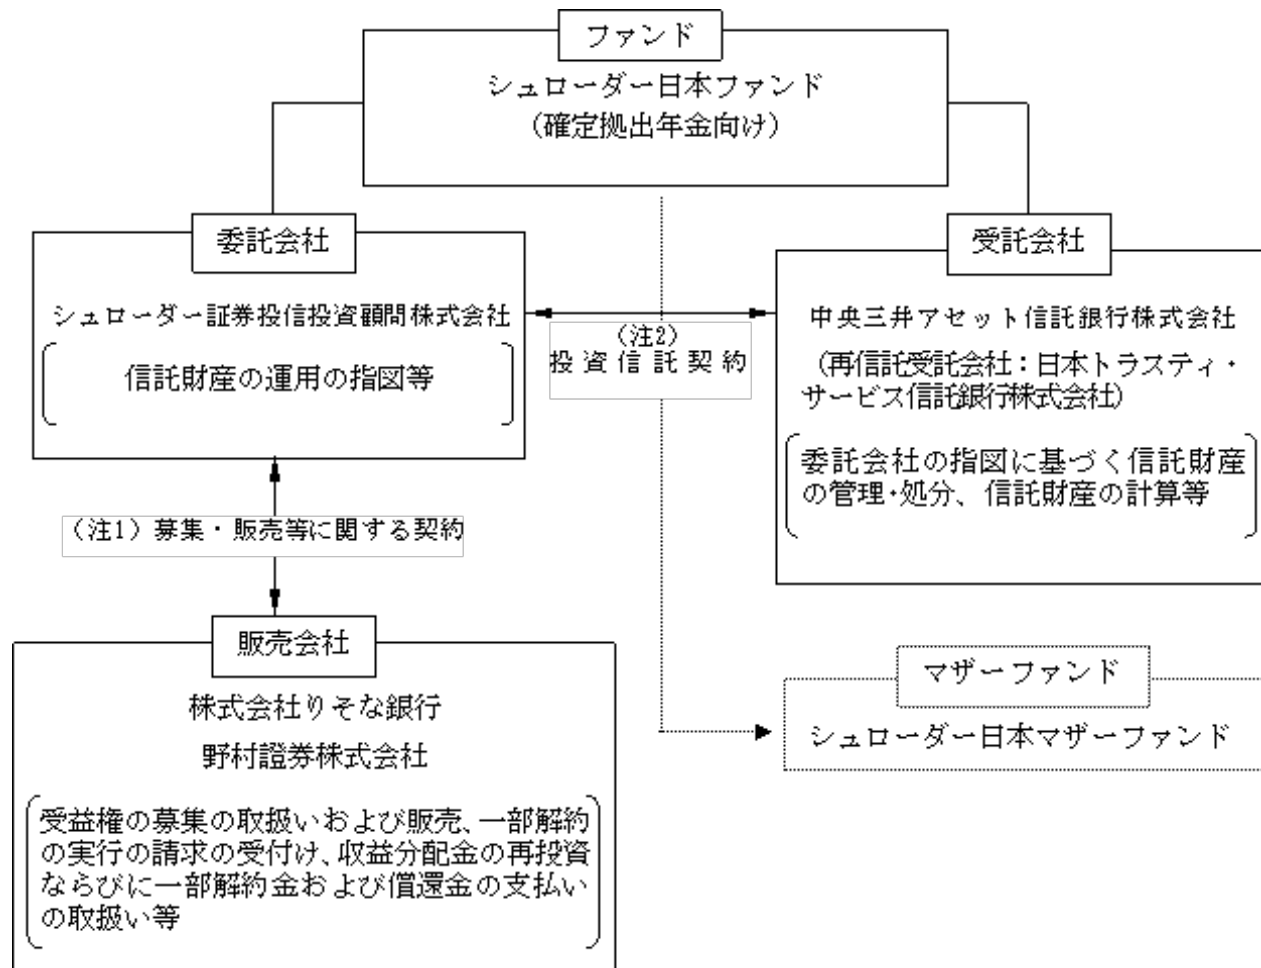 ファンド
シュローダー日本ファンド
（確定拠出年金向け）
委託会社
シュローダー証券投信投資顧問株式会社
信託財産の運用の指図等
（注2）
投資信託契約
受託会社
中央三井アセット信託銀行株式会社
（再信託受託会社：日本トラスティ・
サービス信託銀行株式会社）
委託会社の指図に基づく信託財産
の管理・処分、信託財産の計算等
（注1）募集・販売等に関する契約
販売会社
株式会社りそな銀行
野村證券株式会社
受益権の募集の取扱いおよび販売、一部解約
の実行の請求の受付け、収益分配金の再投資
ならびに一部解約金および償還金の支払い
の取扱い等
マザーファンド
シュローダー日本マザーファンド